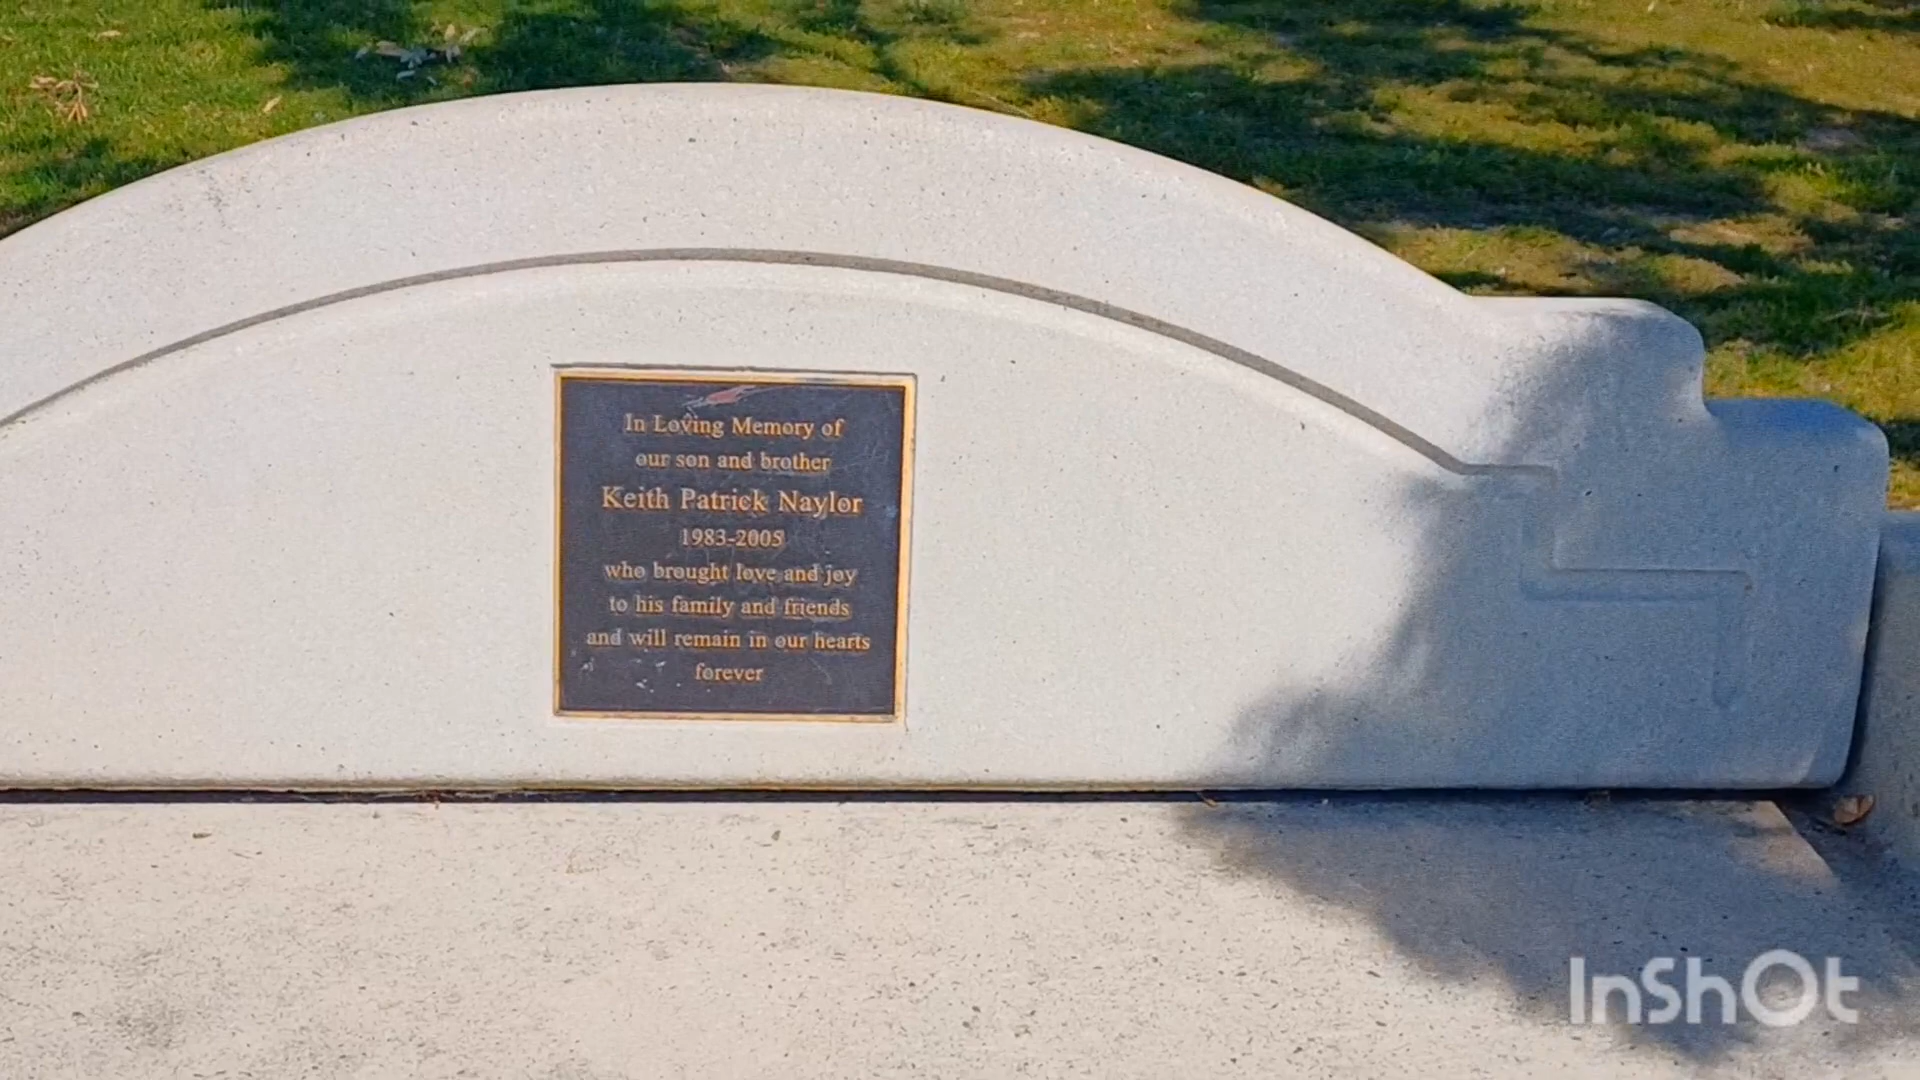 In Loving Memory of
our son and brother
Keith Patrick Naylor
1983-2005
who brought love and joy
to his family and friends
and will remain in our hearts
forever
InShOt